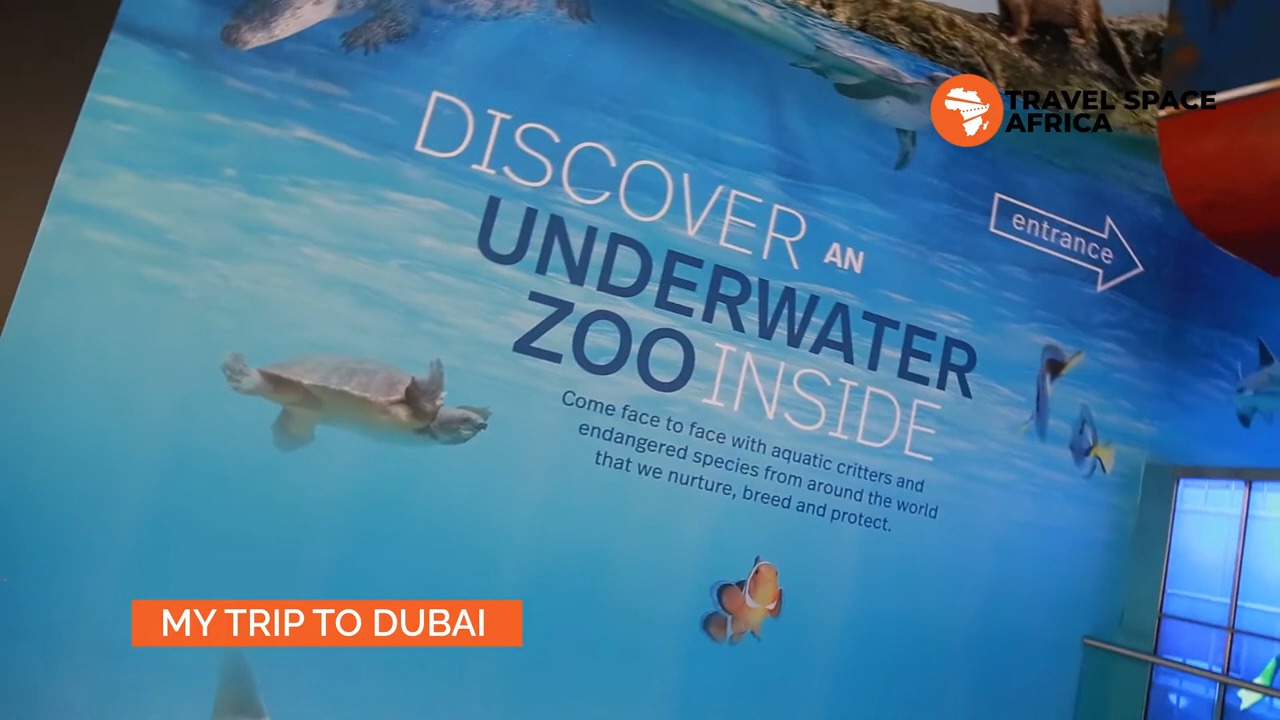 TRAVEL SPACE
AFRICA
DISCOVER AN
UNDERWATER
ZOO INSIDE
entrance
Come face to face with aquatic critters and
endangered species from around the world
that we nurture, breed and protect.
MY TRIP TO DUBAI